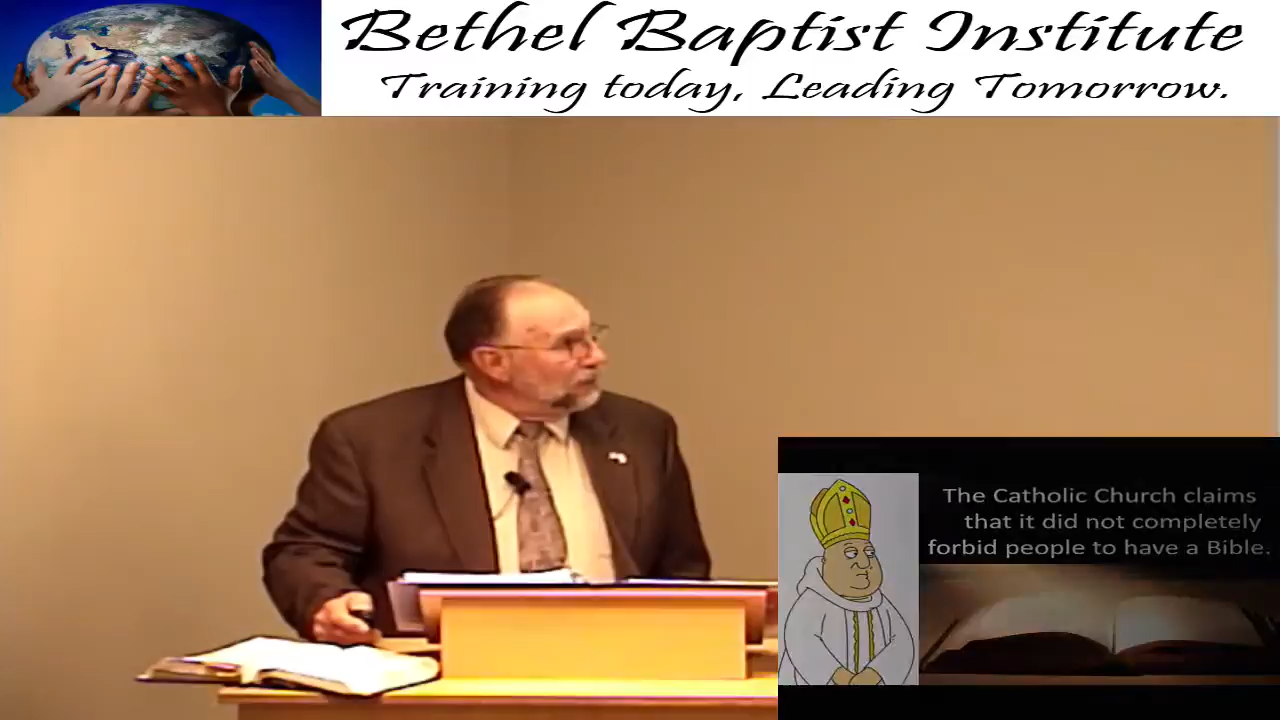 Bethel Baptist Institute
Training today, Leading Tomorrow.
The Catholic Church claims
that it did not completely
forbid people to have a Bible.